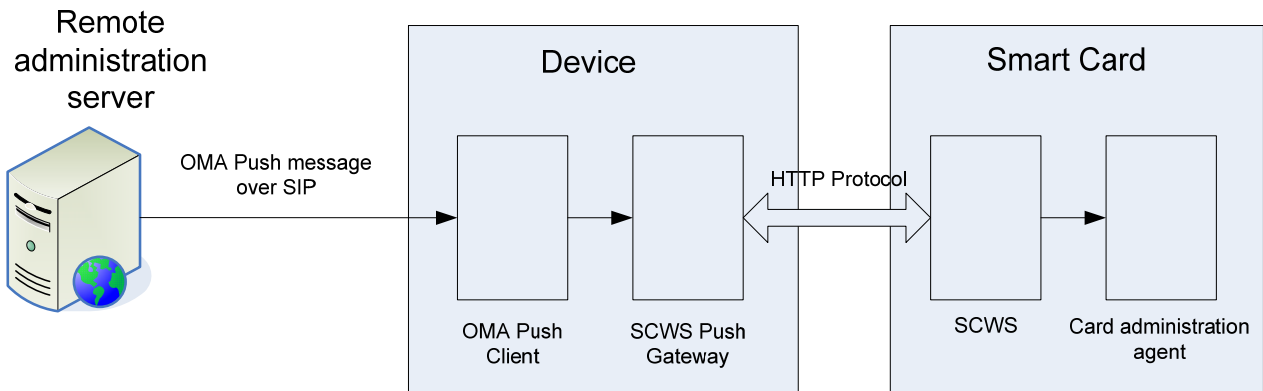 Remote
administration
server
Device
Smart Card
OMA Push message
over SIP
HTTP Protocol
OMA Push
Client
SCWS Push
Gateway
SCWS
Card administration
agent